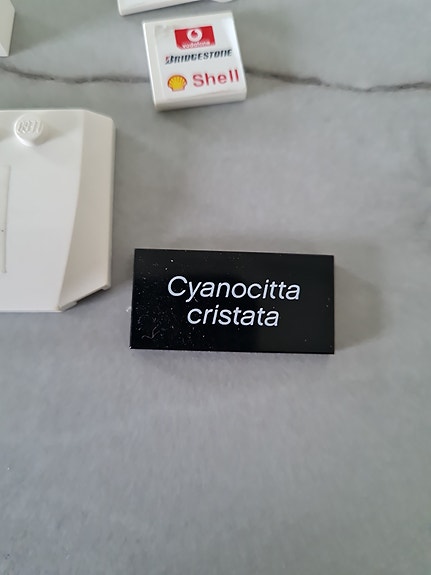 vodafone
BRIDGESTONE
Shell
Cyanocitta
cristata